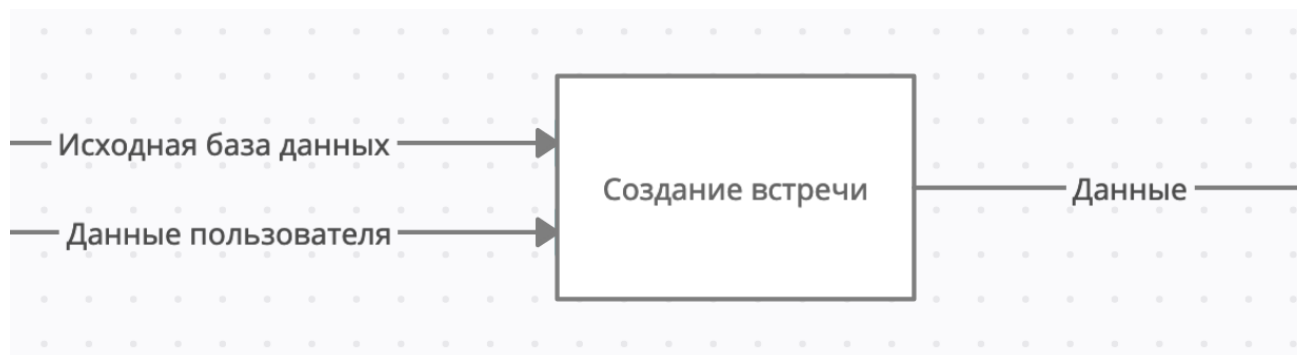 Исходная база данных
Данные пользователя
Создание встречи
Данные